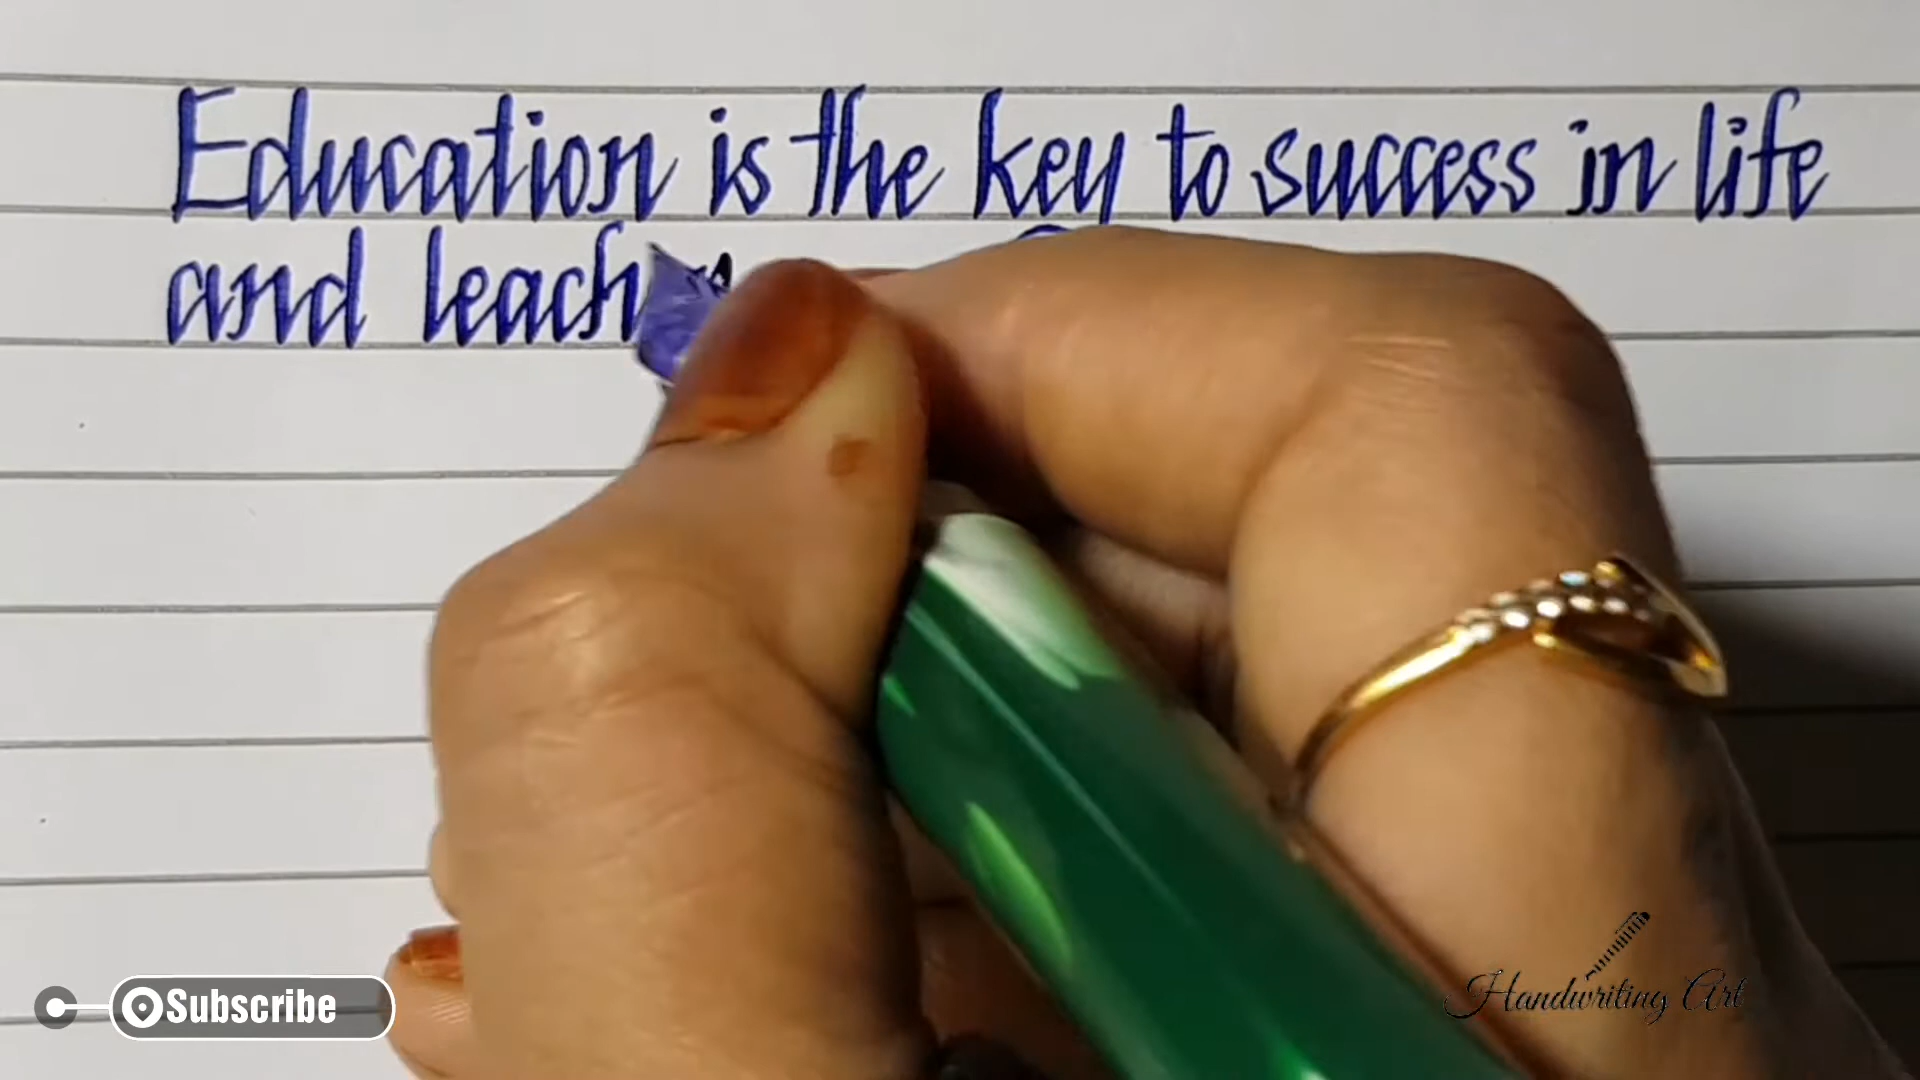 Education is the key to success in life
and leach
Subscribe
Handwriting Art